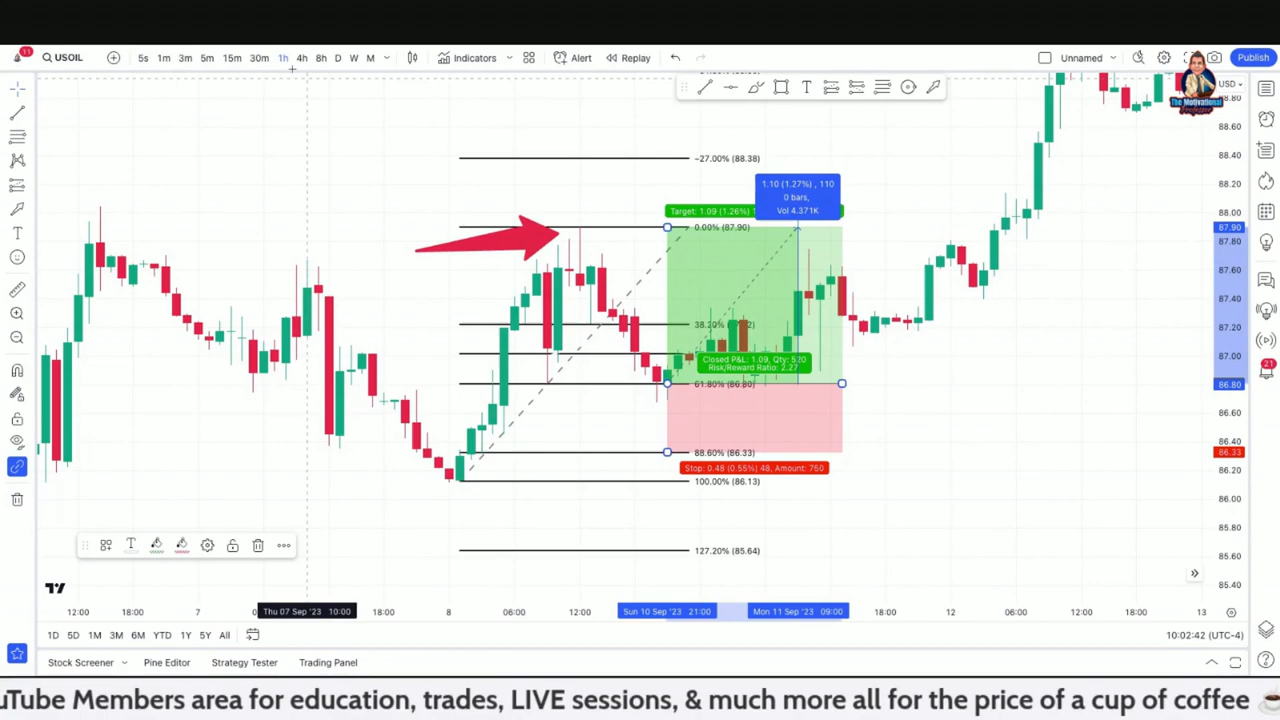 11 USOIL 5s 1m 3m 5m 15m 30m 1h 4h 8h D W M Indicators Alert Replay Unnamed Publish
The Motivational
Professor
USD
88.80
88.60
88.40
88.20
88.00
87.90
87.80
87.60
87.40
87.20
87.00
86.80
86.60
86.40
86.33
86.20
86.00
85.80
85.60
85.40
-27.00% (88.38)
1.10 (1.27%) , 110
0 bars,
Vol 4.371K
Target: 1.09 (1.26%) 1
0.00% (87.90)
38.20%
Closed P&L: 1.09, Qty: 520
Risk/Reward Ratio: 2.27
61.80% (86.80)
88.60% (86.33)
Stop: 0.48 (0.55%) 48, Amount: 750
100.00% (86.13)
127.20% (85.64)
21
12:00 18:00 7 Thu 07 Sep '23 10:00 18:00 8 06:00 12:00 Sun 10 Sep '23 21:00 Mon 11 Sep '23 09:00 18:00 12 06:00 12:00 18:00 13
1D 5D 1M 3M 6M YTD 1Y 5Y All 10:02:42 (UTC-4)
Stock Screener Pine Editor Strategy Tester Trading Panel
uTube Members area for education, trades, LIVE sessions, & much more all for the price of a cup of coffee